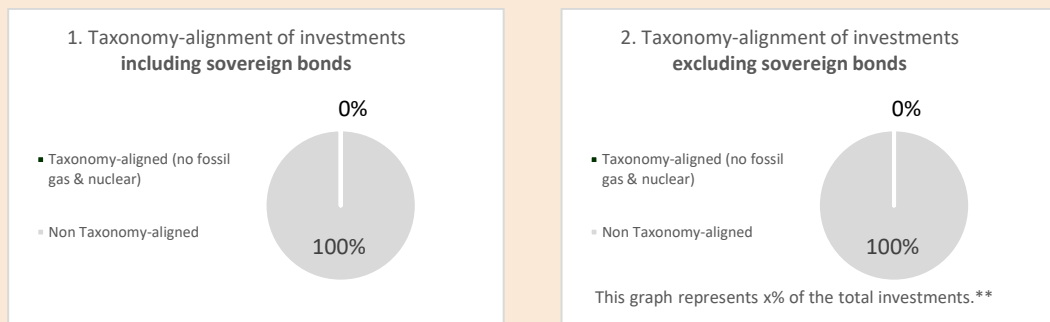 1. Taxonomy-alignment of investments
including sovereign bonds
0%
Taxonomy-aligned (no fossil
gas & nuclear)
Non Taxonomy-aligned
100%
2. Taxonomy-alignment of investments
excluding sovereign bonds
0%
Taxonomy-aligned (no fossil
gas & nuclear)
Non Taxonomy-aligned
100%
This graph represents x% of the total investments.**